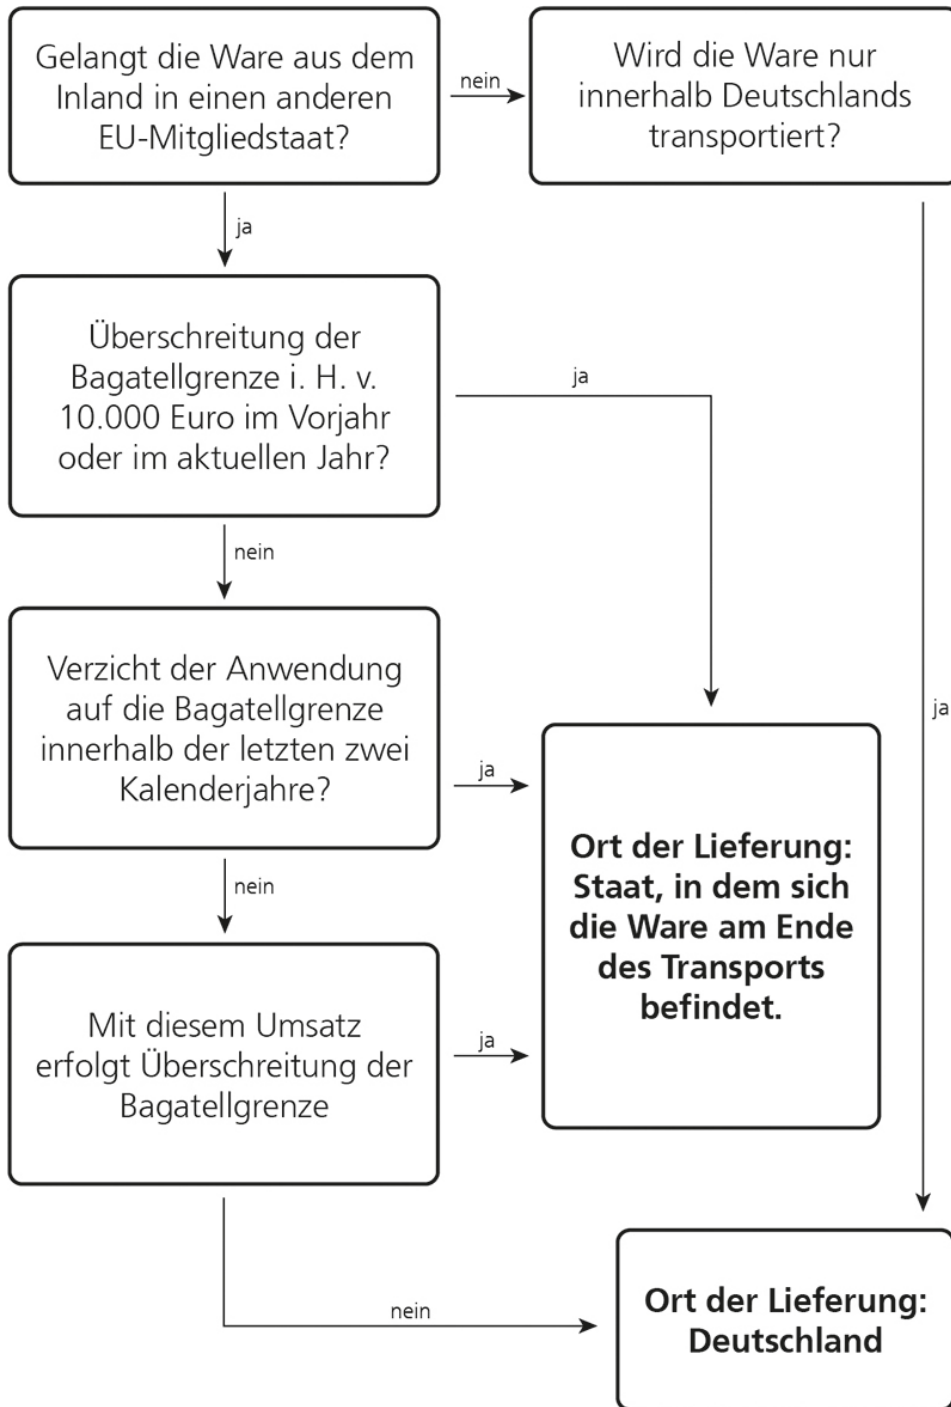 Gelangt die Ware aus dem
Inland in einen anderen
EU-Mitgliedstaat?
nein
Wird die Ware nur
innerhalb Deutschlands
transportiert?
ja
Überschreitung der
Bagatellgrenze i. H. v.
10.000 Euro im Vorjahr
oder im aktuellen Jahr?
ja
nein
Verzicht der Anwendung
auf die Bagatellgrenze
innerhalb der letzten zwei
Kalenderjahre?
ja
ja
Ort der Lieferung:
Staat, in dem sich
die Ware am Ende
des Transports
befindet.
nein
Mit diesem Umsatz
erfolgt Überschreitung der
Bagatellgrenze
ja
nein
Ort der Lieferung:
Deutschland